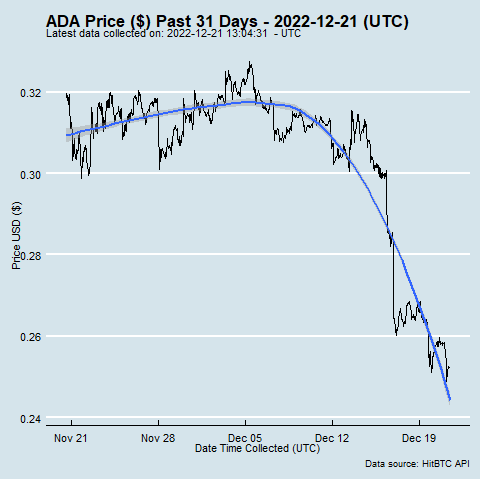 ADA Price ($) Past 31 Days - 2022-12-21 (UTC)
Latest data collected on: 2022-12-21 13:04:31 - UTC
Price USD ($)
0.32
0.30
0.28
0.26
0.24
Nov 21 Nov 28 Dec 05 Dec 12 Dec 19
Date Time Collected (UTC)
Data source: HitBTC API